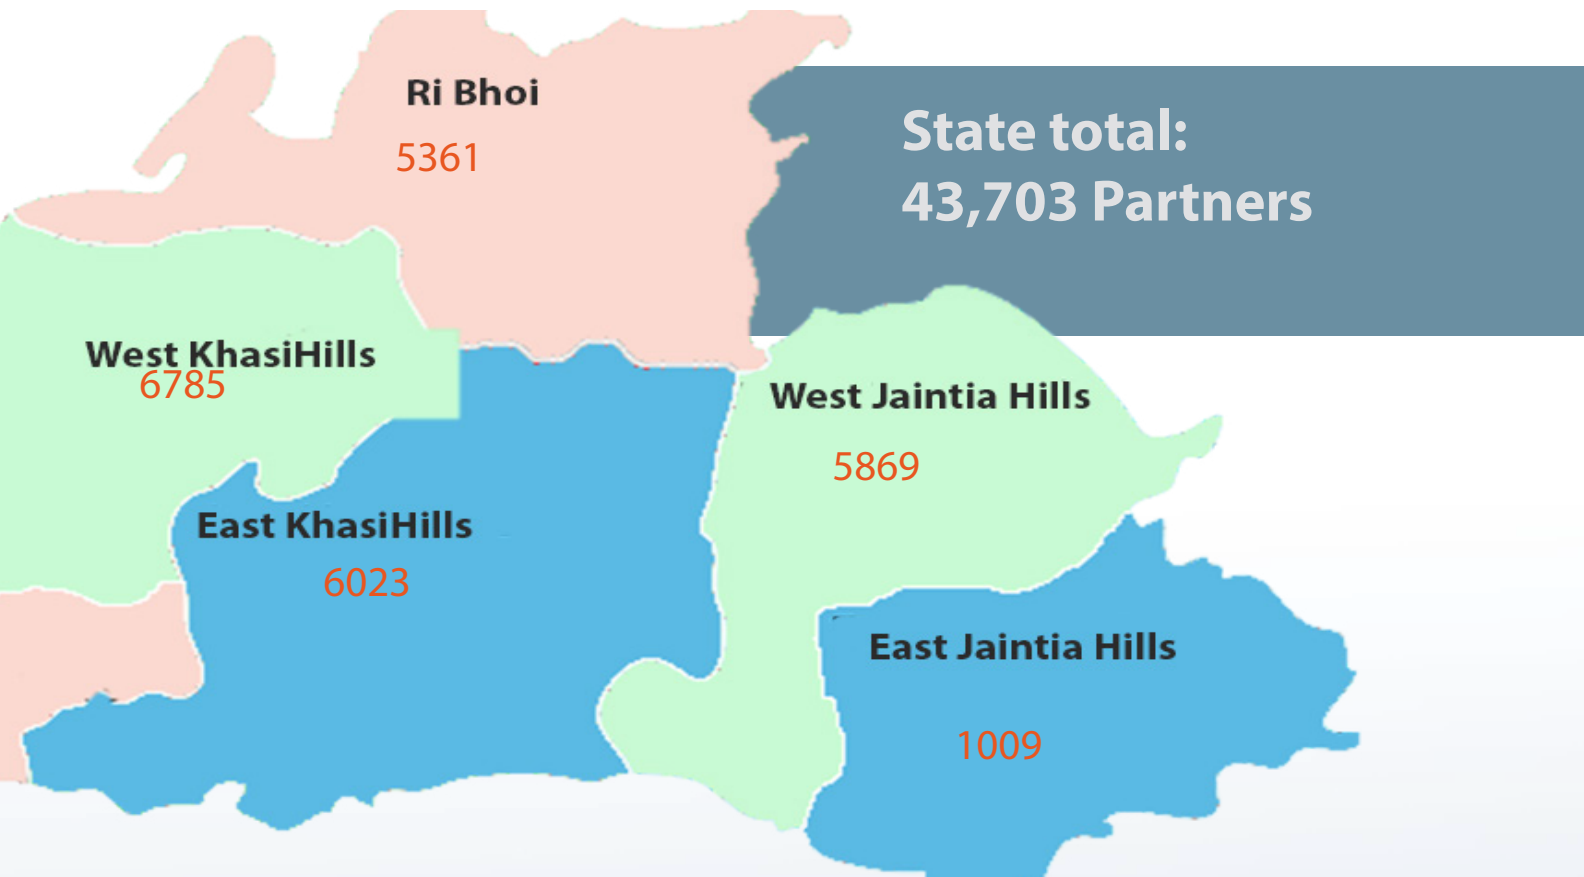 Ri Bhoi
5361
State total:
43,703 Partners
West KhasiHills
6785
West Jaintia Hills
5869
East KhasiHills
6023
East Jaintia Hills
1009